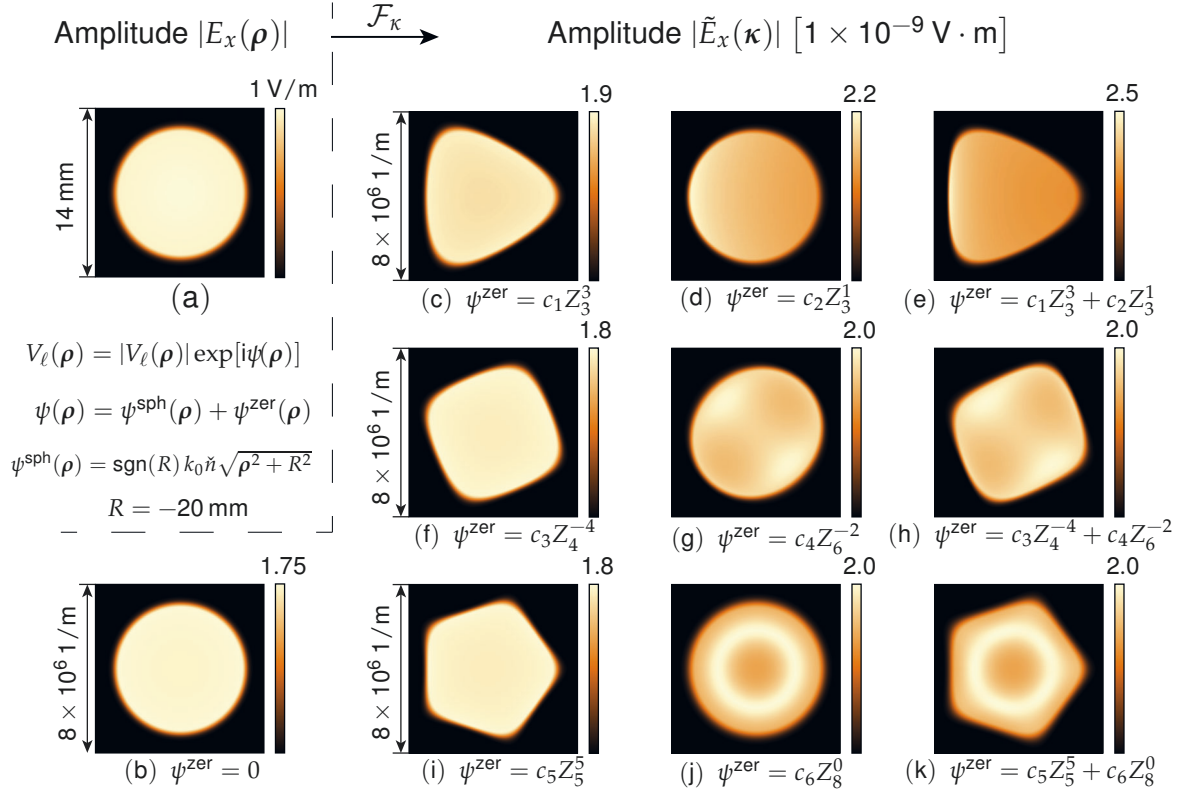 Amplitude |E_x(ρ)|
𝓕_κ
Amplitude |Ẽ_x(κ)| [1 × 10^{−9} V · m]
1 V/m
14 mm
(a)
1.9
8 × 10^6 1/m
(c) ψ^{zer} = c_1 Z_3^3
2.2
(d) ψ^{zer} = c_2 Z_3^1
2.5
(e) ψ^{zer} = c_1 Z_3^3 + c_2 Z_3^1
V_ℓ(ρ) = |V_ℓ(ρ)| exp[iψ(ρ)]
ψ(ρ) = ψ^{sph}(ρ) + ψ^{zer}(ρ)
ψ^{sph}(ρ) = sgn(R) k_0 ň √(ρ^2 + R^2)
R = −20 mm
1.8
8 × 10^6 1/m
(f) ψ^{zer} = c_3 Z_4^{−4}
2.0
(g) ψ^{zer} = c_4 Z_6^{−2}
2.0
(h) ψ^{zer} = c_3 Z_4^{−4} + c_4 Z_6^{−2}
1.75
8 × 10^6 1/m
(b) ψ^{zer} = 0
1.8
8 × 10^6 1/m
(i) ψ^{zer} = c_5 Z_5^5
2.0
(j) ψ^{zer} = c_6 Z_8^0
2.0
(k) ψ^{zer} = c_5 Z_5^5 + c_6 Z_8^0